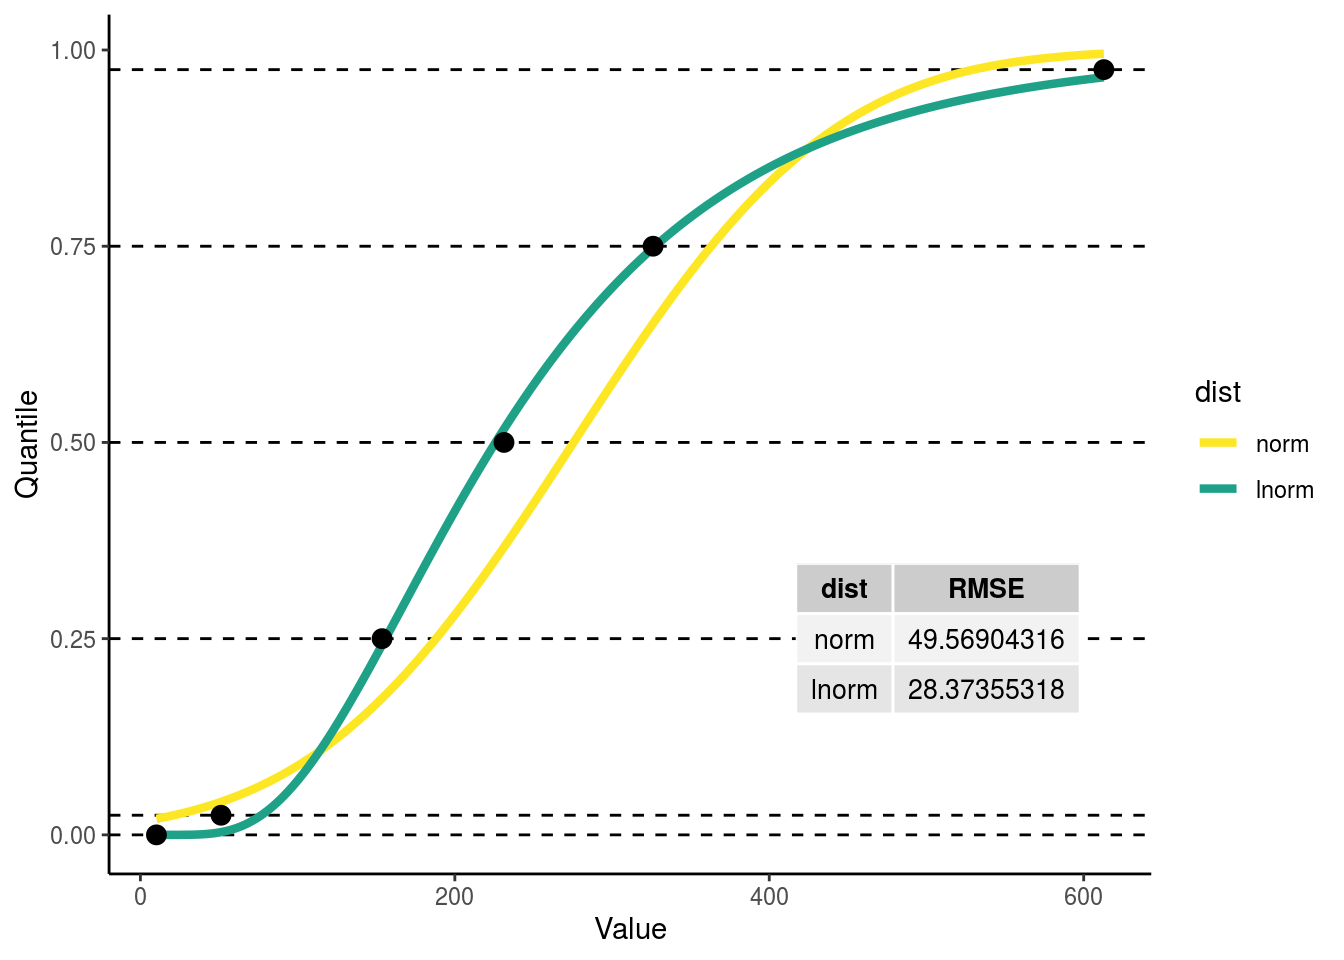 1.00
0.75
0.50
0.25
0.00
Quantile
0 200 400 600
Value
dist
norm
lnorm
dist RMSE
norm 49.56904316
lnorm 28.37355318